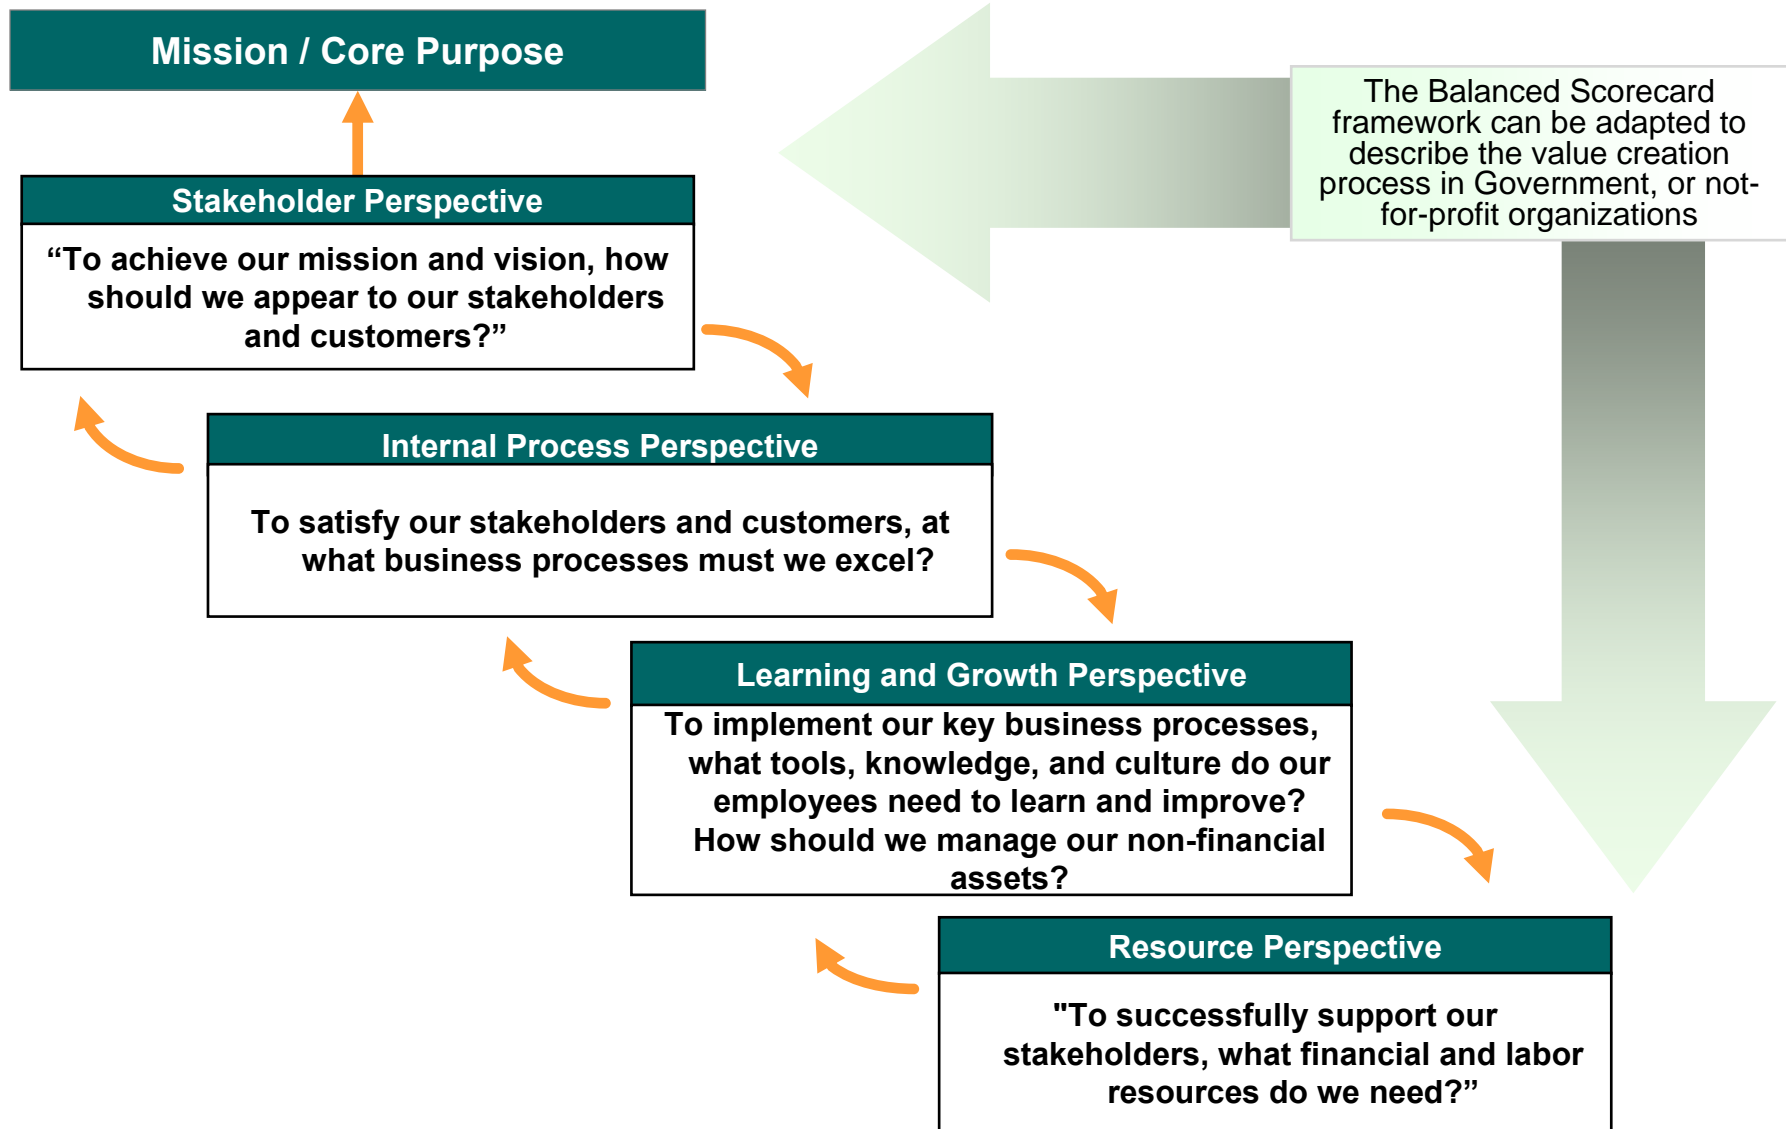 Mission / Core Purpose
The Balanced Scorecard
framework can be adapted to
describe the value creation
process in Government, or not-
for-profit organizations
Stakeholder Perspective
“To achieve our mission and vision, how
should we appear to our stakeholders
and customers?”
Internal Process Perspective
To satisfy our stakeholders and customers, at
what business processes must we excel?
Learning and Growth Perspective
To implement our key business processes,
what tools, knowledge, and culture do our
employees need to learn and improve?
How should we manage our non-financial
assets?
Resource Perspective
"To successfully support our
stakeholders, what financial and labor
resources do we need?”